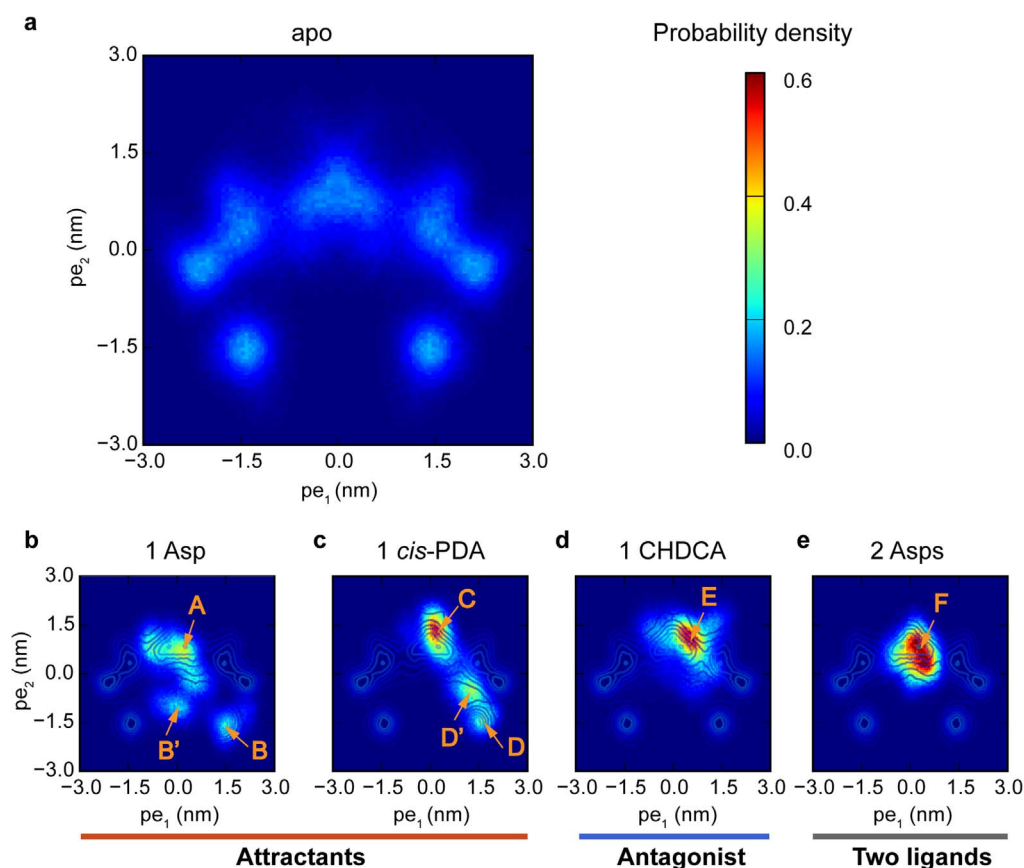 a
apo
Probability density
3.0
1.5
0.0
−1.5
−3.0
pe2 (nm)
−3.0 −1.5 0.0 1.5 3.0
pe1 (nm)
0.6
0.4
0.2
0.0
b
1 Asp
c
1 cis-PDA
d
1 CHDCA
e
2 Asps
3.0
1.5
0.0
−1.5
−3.0
pe2 (nm)
A
B'
B
C
D'
D
E
F
−3.0 −1.5 0.0 1.5 3.0
−3.0 −1.5 0.0 1.5 3.0
−3.0 −1.5 0.0 1.5 3.0
−3.0 −1.5 0.0 1.5 3.0
pe1 (nm)
pe1 (nm)
pe1 (nm)
pe1 (nm)
Attractants
Antagonist
Two ligands